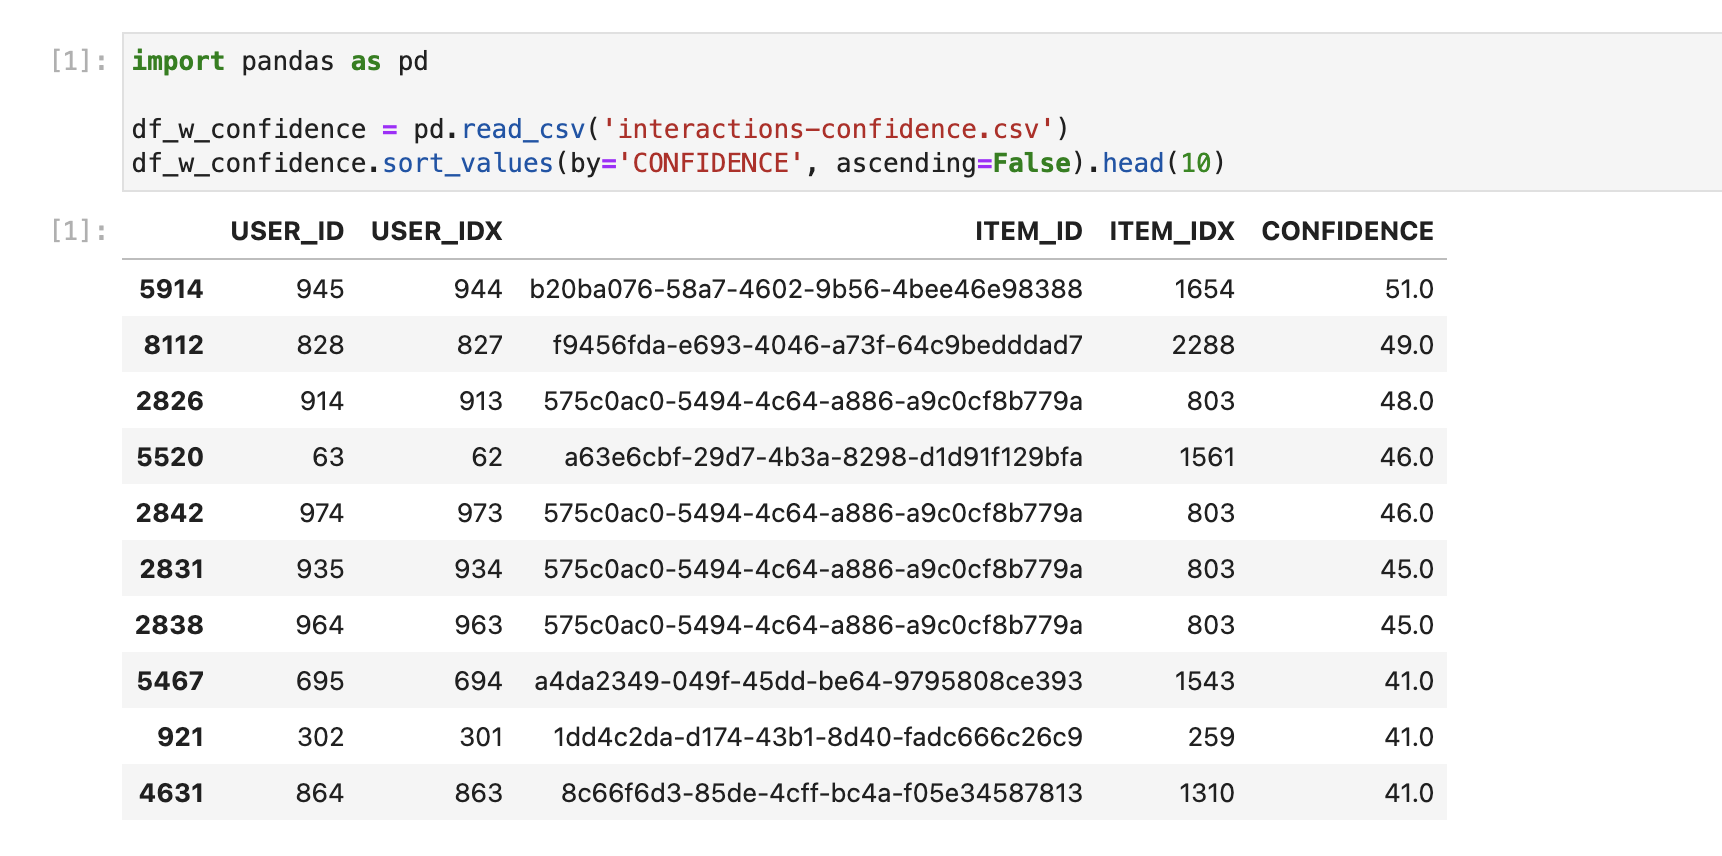 [1]: import pandas as pd
df_w_confidence = pd.read_csv('interactions-confidence.csv')
df_w_confidence.sort_values(by='CONFIDENCE', ascending=False).head(10)
[1]: USER_ID USER_IDX ITEM_ID ITEM_IDX CONFIDENCE
5914 945 944 b20ba076-58a7-4602-9b56-4bee46e98388 1654 51.0
8112 828 827 f9456fda-e693-4046-a73f-64c9bedddad7 2288 49.0
2826 914 913 575c0ac0-5494-4c64-a886-a9c0cf8b779a 803 48.0
5520 63 62 a63e6cbf-29d7-4b3a-8298-d1d91f129bfa 1561 46.0
2842 974 973 575c0ac0-5494-4c64-a886-a9c0cf8b779a 803 46.0
2831 935 934 575c0ac0-5494-4c64-a886-a9c0cf8b779a 803 45.0
2838 964 963 575c0ac0-5494-4c64-a886-a9c0cf8b779a 803 45.0
5467 695 694 a4da2349-049f-45dd-be64-9795808ce393 1543 41.0
921 302 301 1dd4c2da-d174-43b1-8d40-fadc666c26c9 259 41.0
4631 864 863 8c66f6d3-85de-4cff-bc4a-f05e34587813 1310 41.0